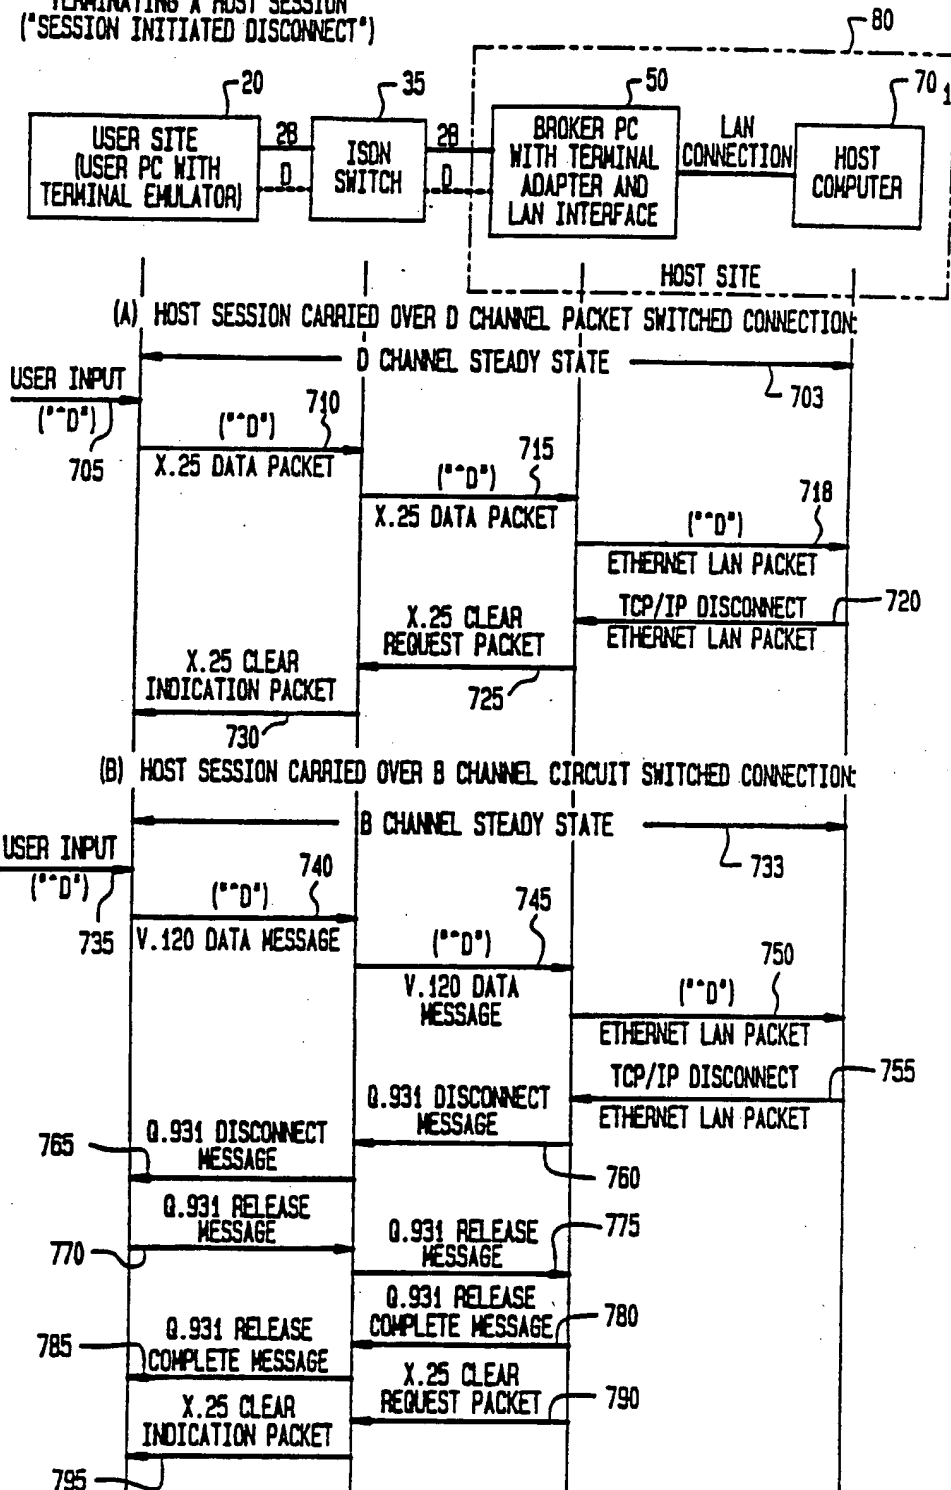 TERMINATING A HOST SESSION
("SESSION INITIATED DISCONNECT")
80
20
35
50
70 1
USER SITE
(USER PC WITH
TERMINAL EMULATOR)
2B
D
ISDN
SWITCH
2B
D
BROKER PC
WITH TERMINAL
ADAPTER AND
LAN INTERFACE
LAN
CONNECTION
HOST
COMPUTER
HOST SITE
(A) HOST SESSION CARRIED OVER D CHANNEL PACKET SWITCHED CONNECTION:
D CHANNEL STEADY STATE
703
USER INPUT
("^D")
705
("^D")
710
X.25 DATA PACKET
("^D")
715
X.25 DATA PACKET
("^D")
718
ETHERNET LAN PACKET
TCP/IP DISCONNECT
720
ETHERNET LAN PACKET
X.25 CLEAR
REQUEST PACKET
725
X.25 CLEAR
INDICATION PACKET
730
(B) HOST SESSION CARRIED OVER B CHANNEL CIRCUIT SWITCHED CONNECTION:
B CHANNEL STEADY STATE
733
USER INPUT
("^D")
735
("^D")
740
V.120 DATA MESSAGE
("^D")
745
V.120 DATA
MESSAGE
("^D")
750
ETHERNET LAN PACKET
TCP/IP DISCONNECT
755
ETHERNET LAN PACKET
Q.931 DISCONNECT
MESSAGE
760
765
Q.931 DISCONNECT
MESSAGE
Q.931 RELEASE
MESSAGE
770
Q.931 RELEASE
MESSAGE
775
Q.931 RELEASE
COMPLETE MESSAGE
780
785
Q.931 RELEASE
COMPLETE MESSAGE
X.25 CLEAR
REQUEST PACKET
790
X.25 CLEAR
INDICATION PACKET
795